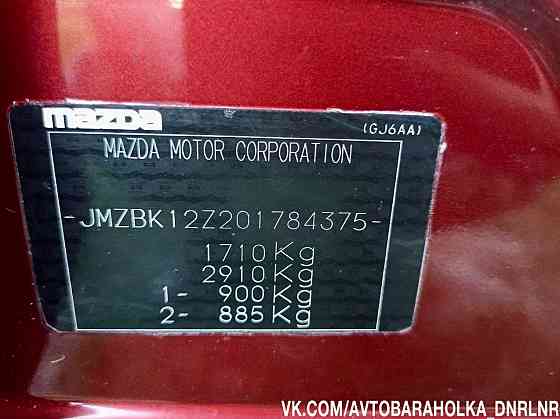 mazda
(GJ6AA)
MAZDA MOTOR CORPORATION
-JMZBK12Z201784375-
1710Kg
2910Kg
1- 900Kg
2- 885Kg
VK.COM/AVTOBARAHOLKA_DNRLNR